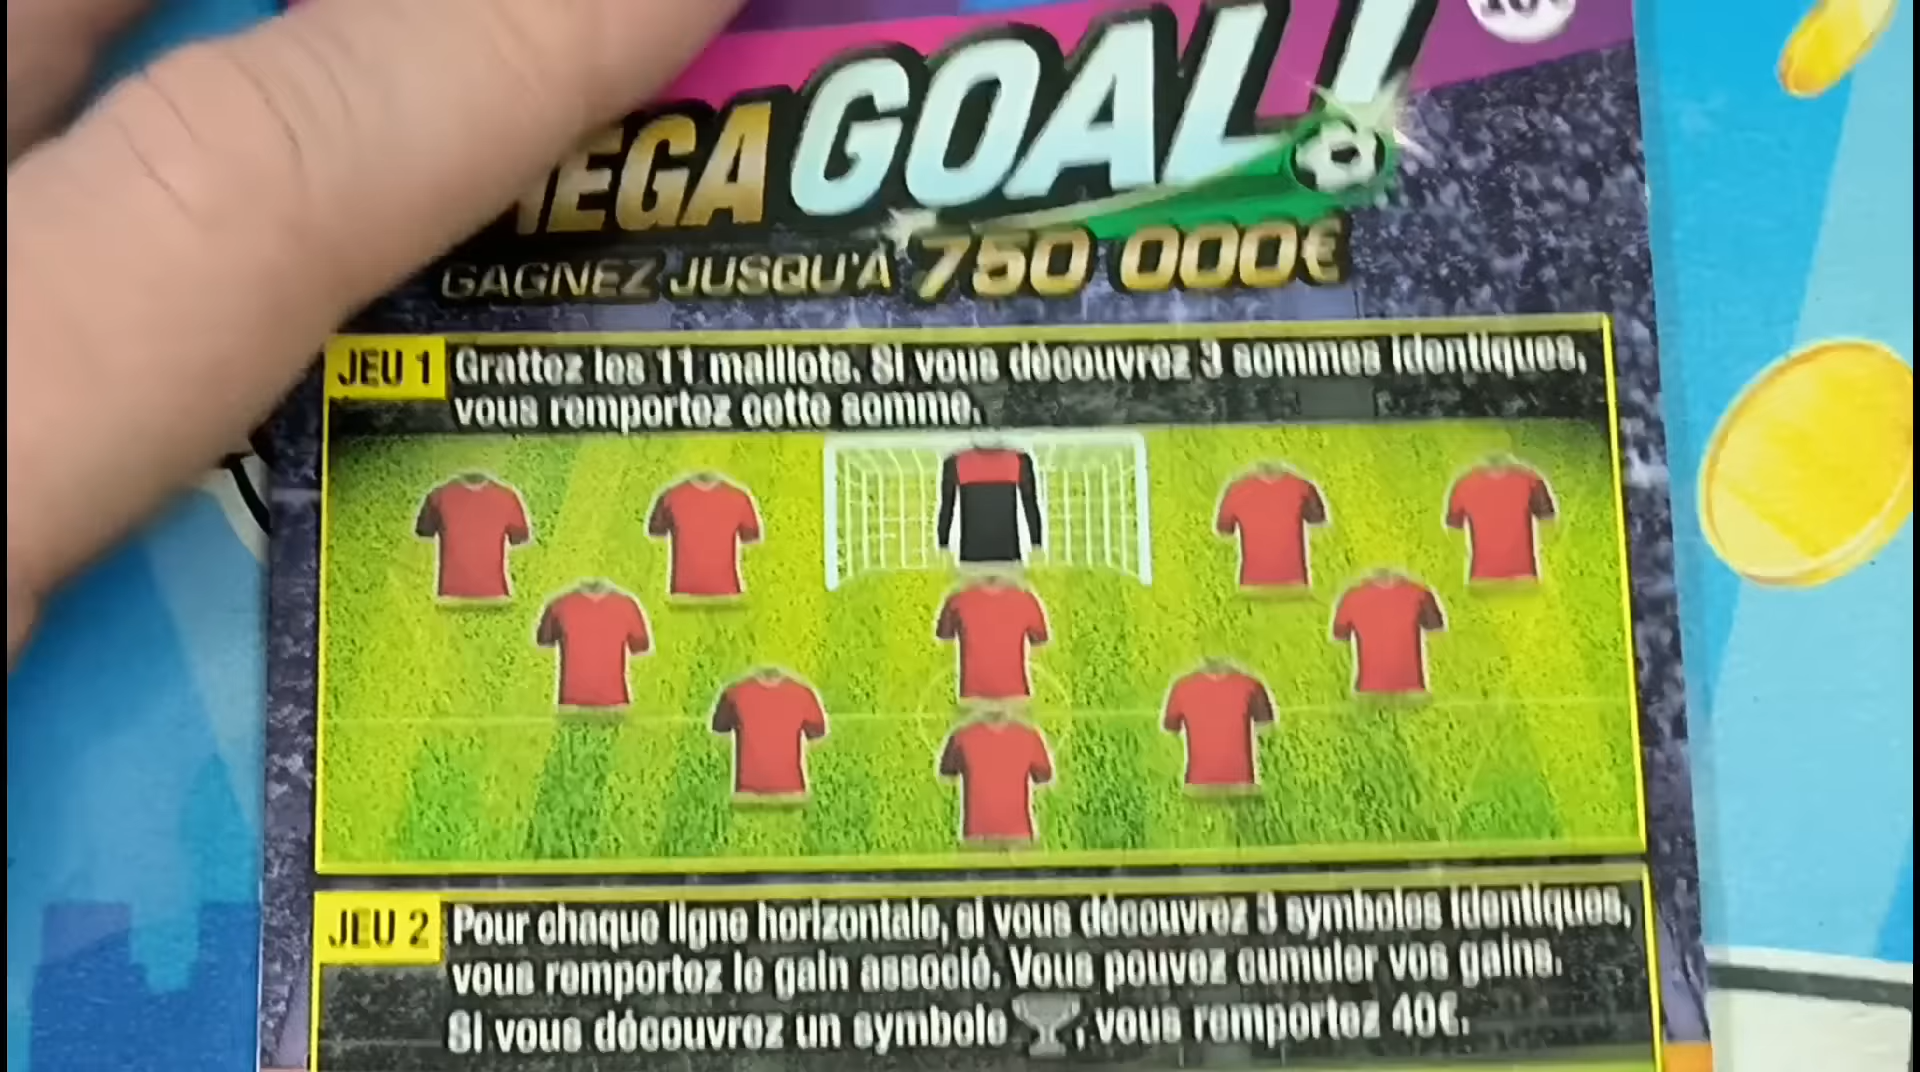 EGA GOAL!
GAGNEZ JUSQU'À 750 000€
JEU 1 Grattez les 11 maillots. Si vous découvrez 3 sommes identiques,
vous remportez cette somme.
JEU 2 Pour chaque ligne horizontale, si vous découvrez 3 symboles identiques,
vous remportez le gain associé. Vous pouvez cumuler vos gains.
Si vous découvrez un symbole , vous remportez 40€.